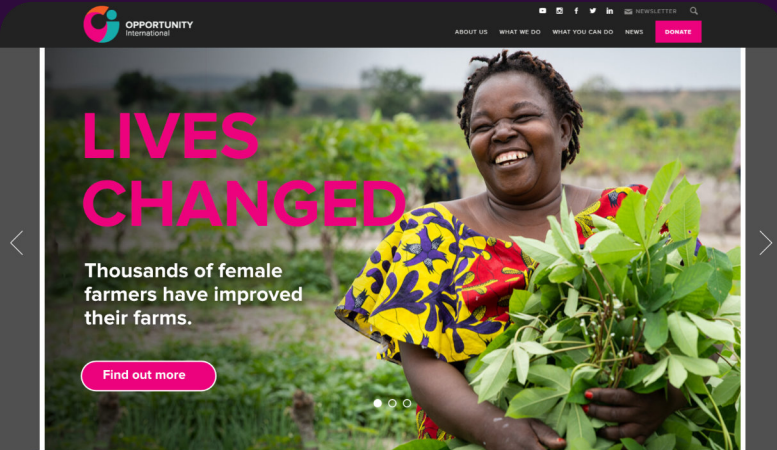 OPPORTUNITY
International
NEWSLETTER
ABOUT US WHAT WE DO WHAT YOU CAN DO NEWS DONATE
LIVES
CHANGED
Thousands of female
farmers have improved
their farms.
Find out more